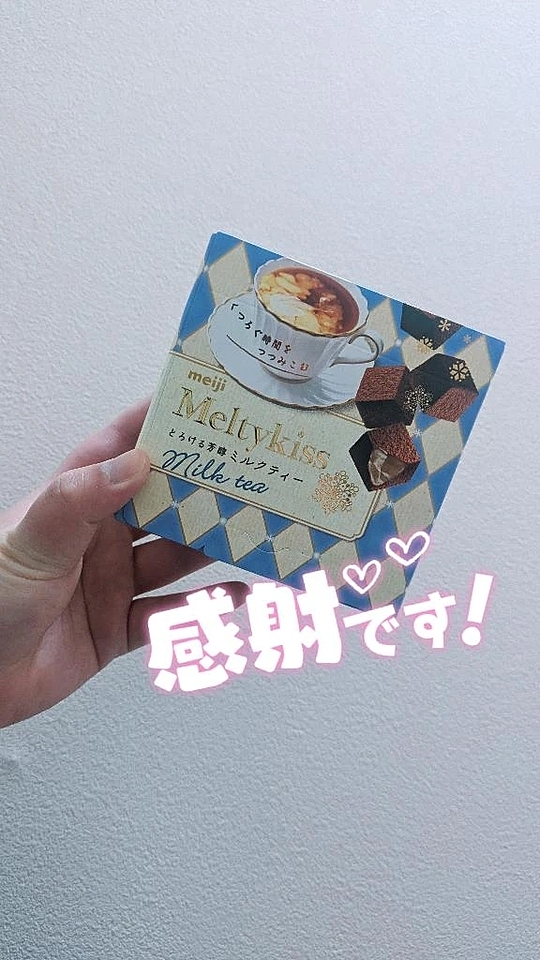 くつろぐ時間を
つつみこむ
meiji
Meltykiss
とろける芳醇ミルクティー
Milk tea
感射です!